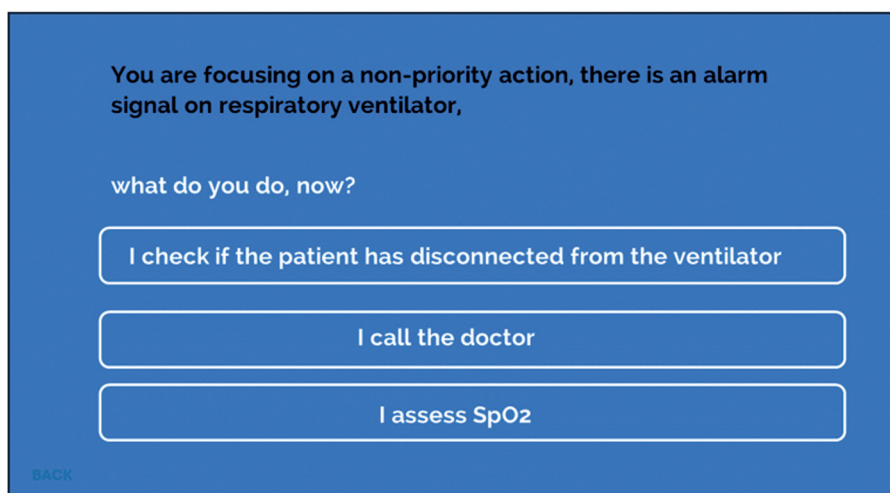 You are focusing on a non-priority action, there is an alarm
signal on respiratory ventilator,
what do you do, now?
I check if the patient has disconnected from the ventilator
I call the doctor
I assess SpO2
BACK